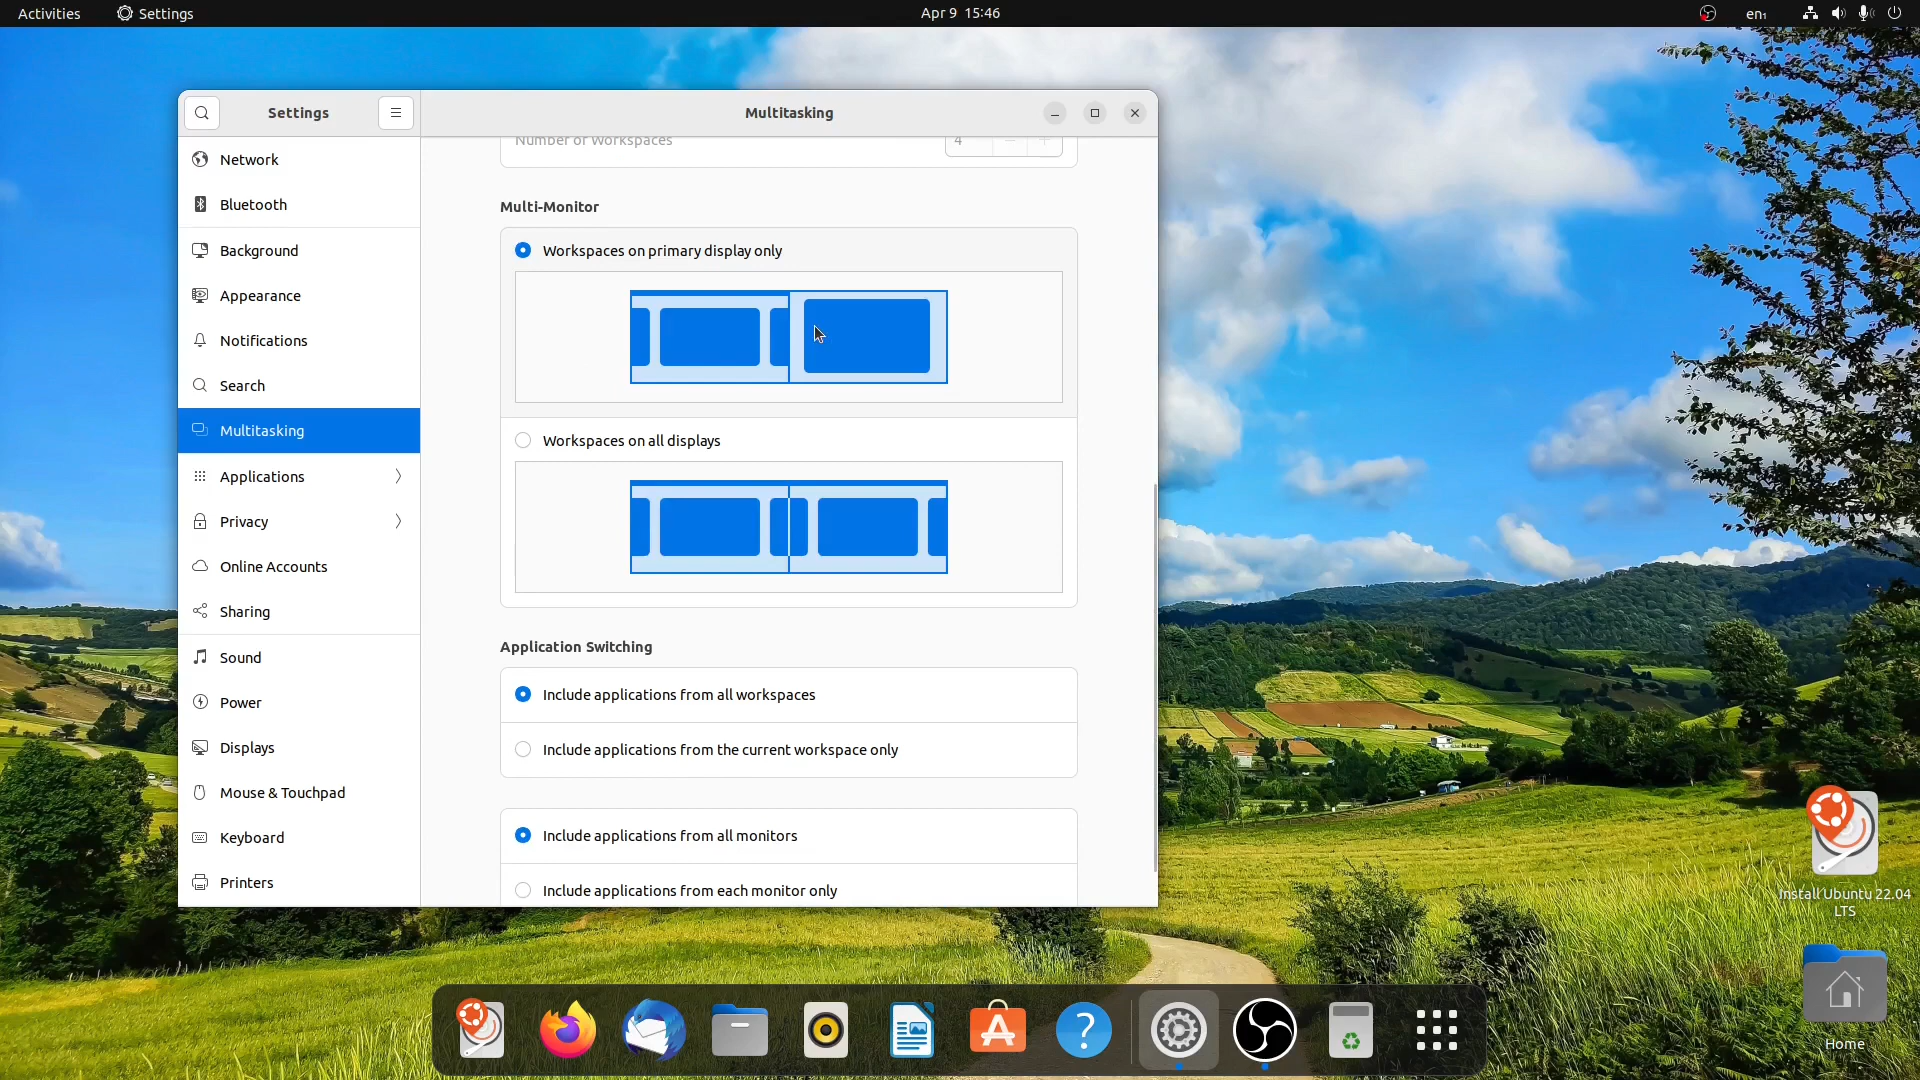 Activities
Settings
Apr 9 15:46
en₁
Settings
Multitasking
Network
Bluetooth
Background
Appearance
Notifications
Search
Multitasking
Applications
Privacy
Online Accounts
Sharing
Sound
Power
Displays
Mouse & Touchpad
Keyboard
Printers
Number of Workspaces
4
Multi-Monitor
Workspaces on primary display only
Workspaces on all displays
Application Switching
Include applications from all workspaces
Include applications from the current workspace only
Include applications from all monitors
Include applications from each monitor only
Install Ubuntu 22.04
LTS
Home